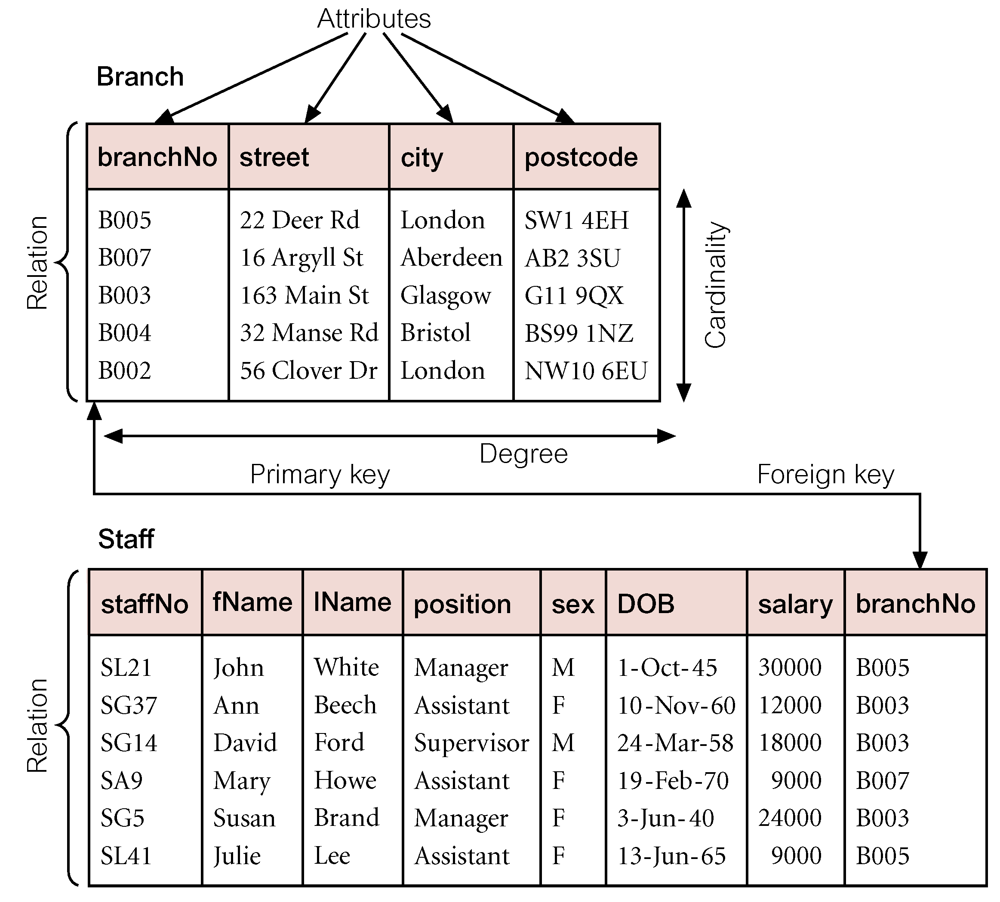 Attributes
Branch
branchNo street city postcode
B005 22 Deer Rd London SW1 4EH
B007 16 Argyll St Aberdeen AB2 3SU
B003 163 Main St Glasgow G11 9QX
B004 32 Manse Rd Bristol BS99 1NZ
B002 56 Clover Dr London NW10 6EU
Relation
Cardinality
Degree
Primary key
Foreign key
Staff
staffNo fName lName position sex DOB salary branchNo
SL21 John White Manager M 1-Oct-45 30000 B005
SG37 Ann Beech Assistant F 10-Nov-60 12000 B003
SG14 David Ford Supervisor M 24-Mar-58 18000 B003
SA9 Mary Howe Assistant F 19-Feb-70 9000 B007
SG5 Susan Brand Manager F 3-Jun-40 24000 B003
SL41 Julie Lee Assistant F 13-Jun-65 9000 B005
Relation